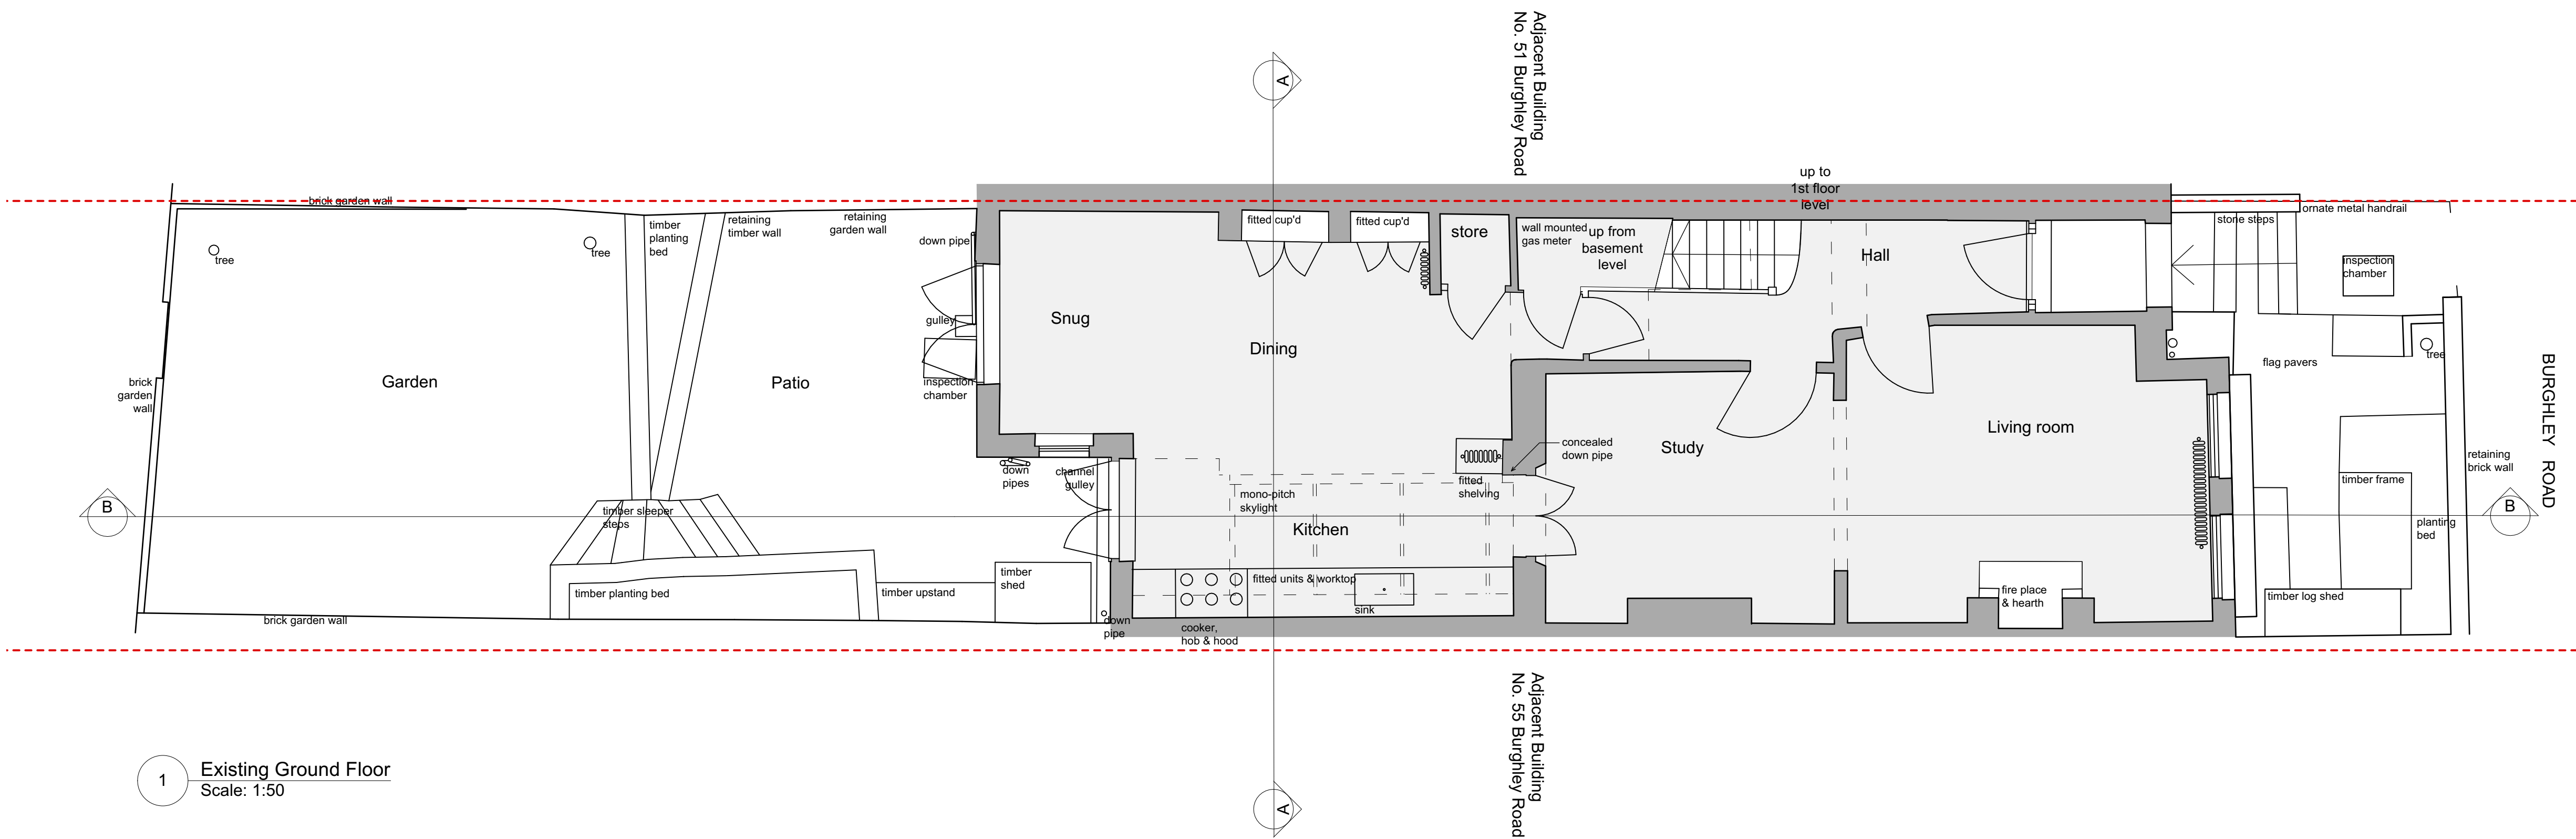 Adjacent Building
No. 51 Burghley Road
A
up to
1st floor
level
brick garden wall
tree
tree
timber
planting
bed
retaining
timber wall
retaining
garden wall
down pipe
fitted cup'd
fitted cup'd
store
wall mounted
gas meter
up from
basement
level
Hall
stone steps
ornate metal handrail
inspection
chamber
gulley
Snug
Dining
Garden
Patio
inspection
chamber
brick
garden
wall
flag pavers
tree
BURGHLEY ROAD
Living room
Study
concealed
down pipe
retaining
brick wall
down
pipes
channel
gulley
mono-pitch
skylight
fitted
shelving
timber frame
B
timber sleeper
steps
Kitchen
B
planting
bed
timber
shed
fitted units & worktop
timber planting bed
timber upstand
sink
fire place
& hearth
timber log shed
brick garden wall
down
pipe
cooker,
hob & hood
Adjacent Building
No. 55 Burghley Road
1
Existing Ground Floor
Scale: 1:50
A